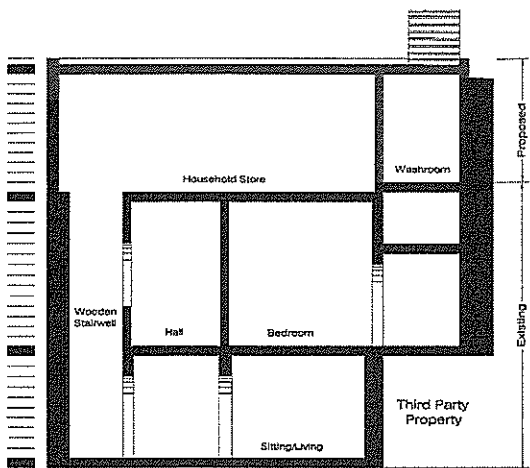 Proposed
Washroom
Household Store
Wooden
Stairwell
Hall
Bedroom
Existing
Third Party
Property
Sitting/Living